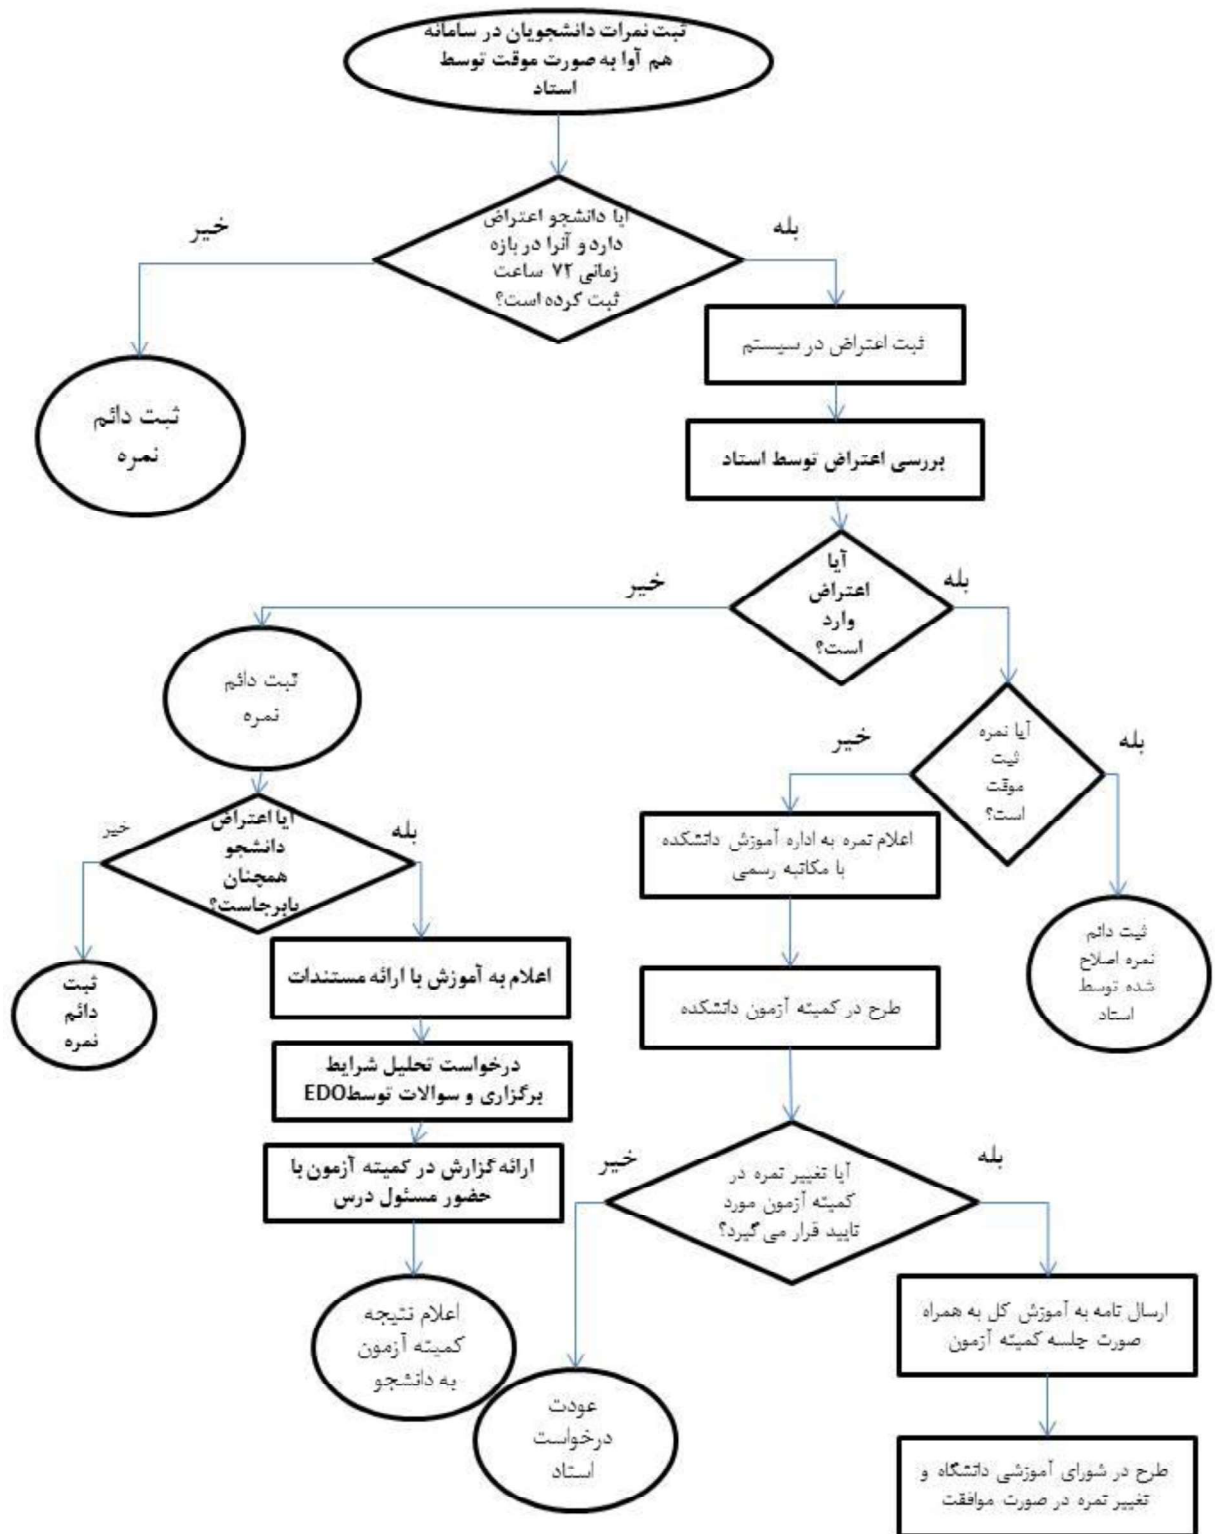 ثبت نمرات دانشجویان در سامانه
هم آوا به صورت موقت توسط
استاد
آیا دانشجو اعتراض
دارد و آنرا در بازه
زمانی ۷۲ ساعت
ثبت کرده است؟
خیر
بله
ثبت دائم
نمره
ثبت اعتراض در سیستم
بررسی اعتراض توسط استاد
آیا
اعتراض
وارد
است؟
خیر
بله
ثبت دائم
نمره
آیا نمره
ثبت
موقت
است؟
خیر
بله
آیا اعتراض
دانشجو
همچنان
پابرجاست؟
خیر
بله
ثبت
دائم
نمره
اعلام نمره به اداره آموزش دانشکده
با مکاتبه رسمی
ثبت دائم
نمره اصلاح
شده توسط
استاد
اعلام به آموزش با ارائه مستندات
طرح در کمیته آزمون دانشکده
درخواست تحلیل شرایط
برگزاری و سوالات توسط EDO
ارائه گزارش در کمیته آزمون با
حضور مسئول درس
آیا تغییر نمره در
کمیته آزمون مورد
تایید قرار می گیرد؟
خیر
بله
اعلام نتیجه
کمیته آزمون
به دانشجو
عودت
درخواست
استاد
ارسال نامه به آموزش کل به همراه
صورت جلسه کمیته آزمون
طرح در شورای آموزشی دانشگاه و
تغییر نمره در صورت موافقت